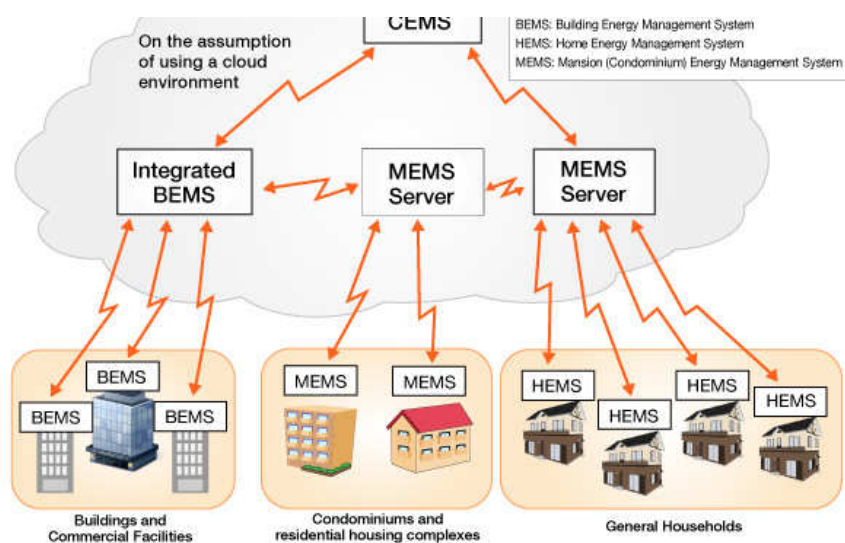 CEMS
BEMS: Building Energy Management System
HEMS: Home Energy Management System
MEMS: Mansion (Condominium) Energy Management System
On the assumption
of using a cloud
environment
Integrated
BEMS
MEMS
Server
MEMS
Server
BEMS
BEMS
BEMS
MEMS
MEMS
HEMS
HEMS
HEMS
HEMS
Buildings and
Commercial Facilities
Condominiums and
residential housing complexes
General Households